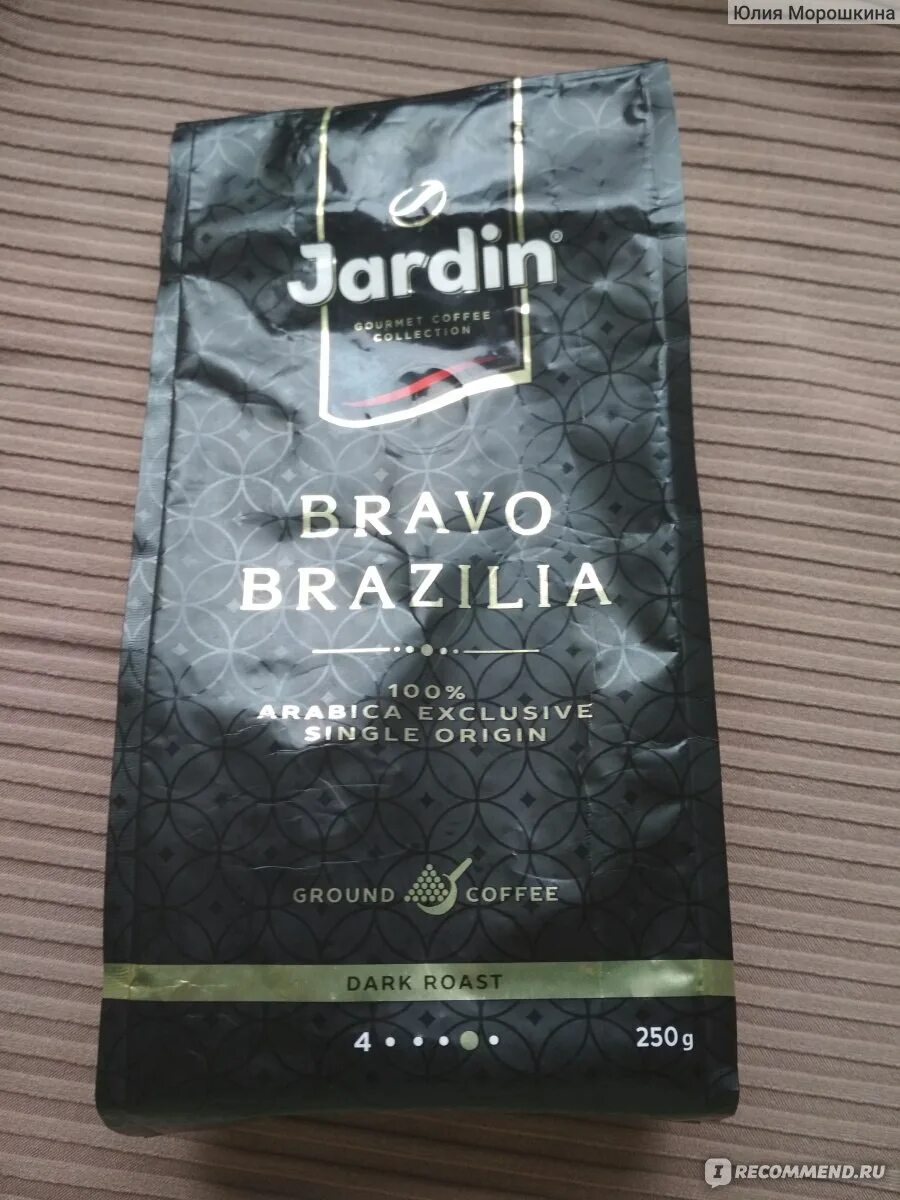 Юлия Морошкина
Jardin®
GOURMET COFFEE
COLLECTION
BRAVO
BRAZILIA
100%
ARABICA EXCLUSIVE
SINGLE ORIGIN
GROUND COFFEE
DARK ROAST
4 250g
IRECOMMEND.RU